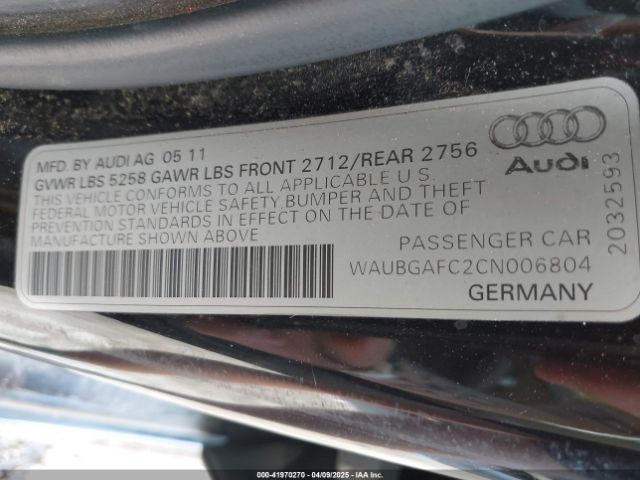 MFD. BY AUDI AG 05 11
GVWR LBS 5258 GAWR LBS FRONT 2712/REAR 2756
THIS VEHICLE CONFORMS TO ALL APPLICABLE U.S.
FEDERAL MOTOR VEHICLE SAFETY, BUMPER AND THEFT
PREVENTION STANDARDS IN EFFECT ON THE DATE OF
MANUFACTURE SHOWN ABOVE
Audi
2032593
PASSENGER CAR
WAUBGAFC2CN006804
GERMANY
000-41970270 - 04/09/2025 - IAA Inc.